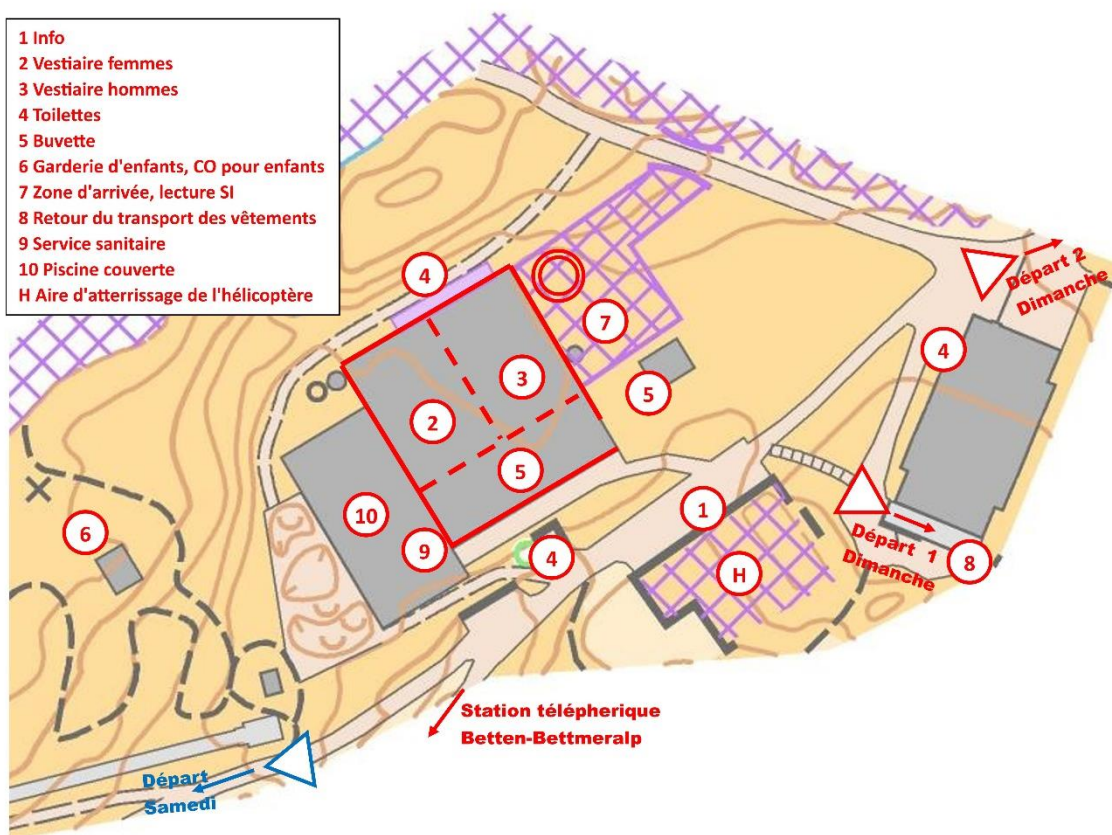 1 Info
2 Vestiaire femmes
3 Vestiaire hommes
4 Toilettes
5 Buvette
6 Garderie d'enfants, CO pour enfants
7 Zone d'arrivée, lecture SI
8 Retour du transport des vêtements
9 Service sanitaire
10 Piscine couverte
H Aire d'atterrissage de l'hélicoptère
4
7
Départ 2
Dimanche
4
3
5
2
5
10
1
6
9
4
H
Départ 1
Dimanche
8
Station télépherique
Betten-Bettmeralp
Départ
Samedi